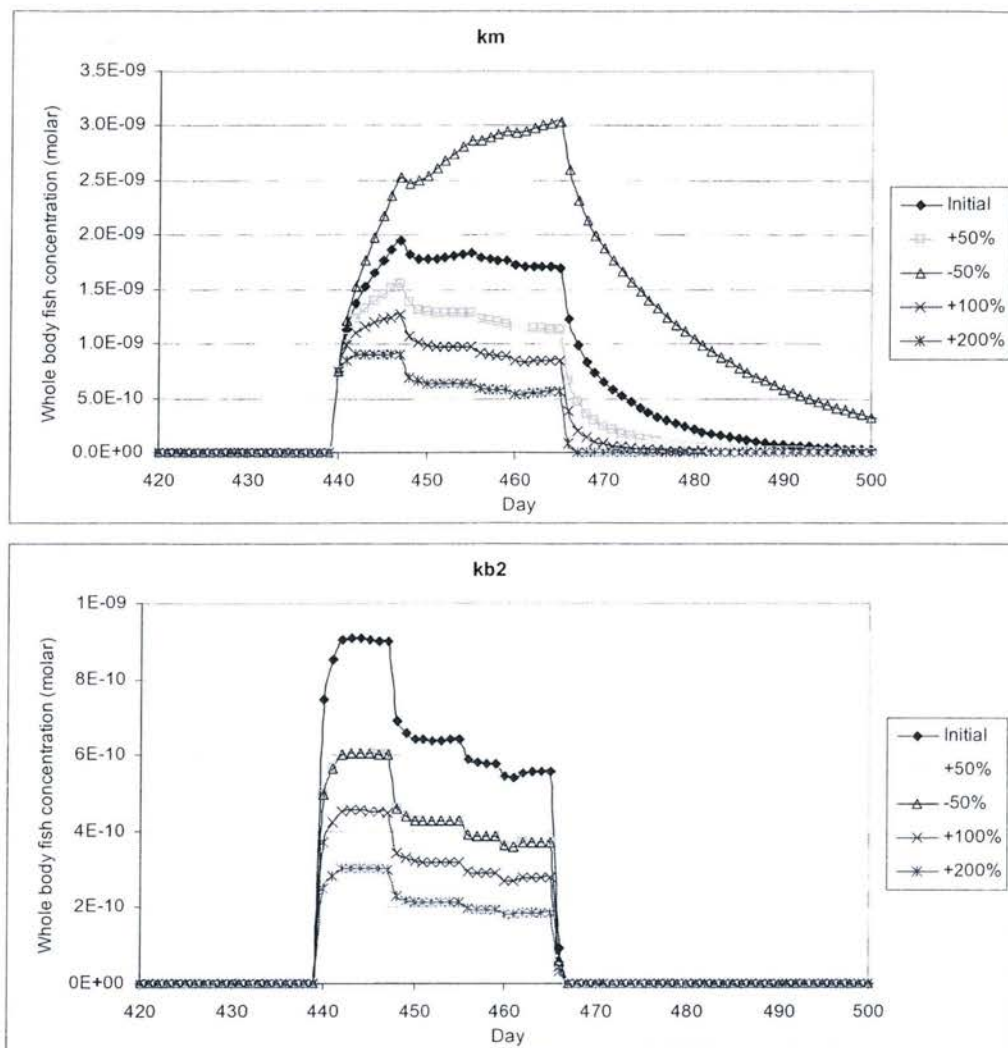 km
Whole body fish concentration (molar)
3.5E-09
3.0E-09
2.5E-09
2.0E-09
1.5E-09
1.0E-09
5.0E-10
0.0E+00
420 430 440 450 460 470 480 490 500
Day
Initial
+50%
-50%
+100%
+200%
kb2
Whole body fish concentration (molar)
1E-09
8E-10
6E-10
4E-10
2E-10
0E+00
420 430 440 450 460 470 480 490 500
Day
Initial
+50%
-50%
+100%
+200%